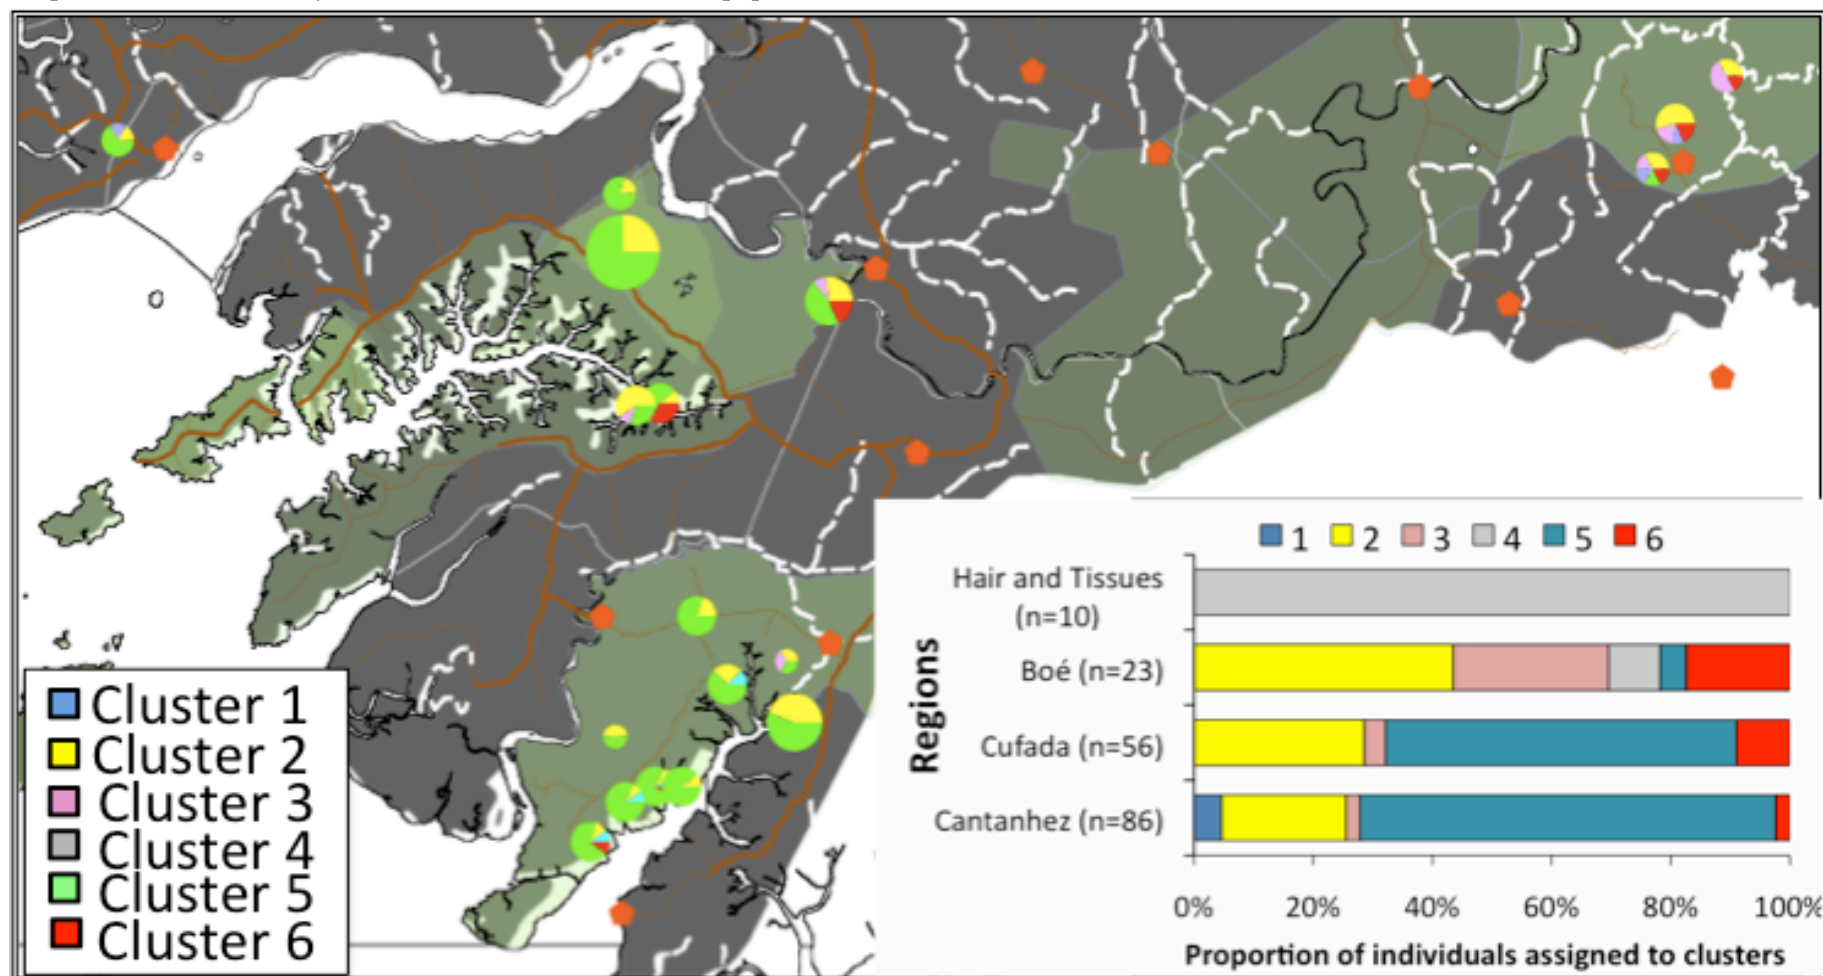 Cluster 1
Cluster 2
Cluster 3
Cluster 4
Cluster 5
Cluster 6
1 2 3 4 5 6
Regions
Hair and Tissues
(n=10)
Boé (n=23)
Cufada (n=56)
Cantanhez (n=86)
0% 20% 40% 60% 80% 100%
Proportion of individuals assigned to clusters